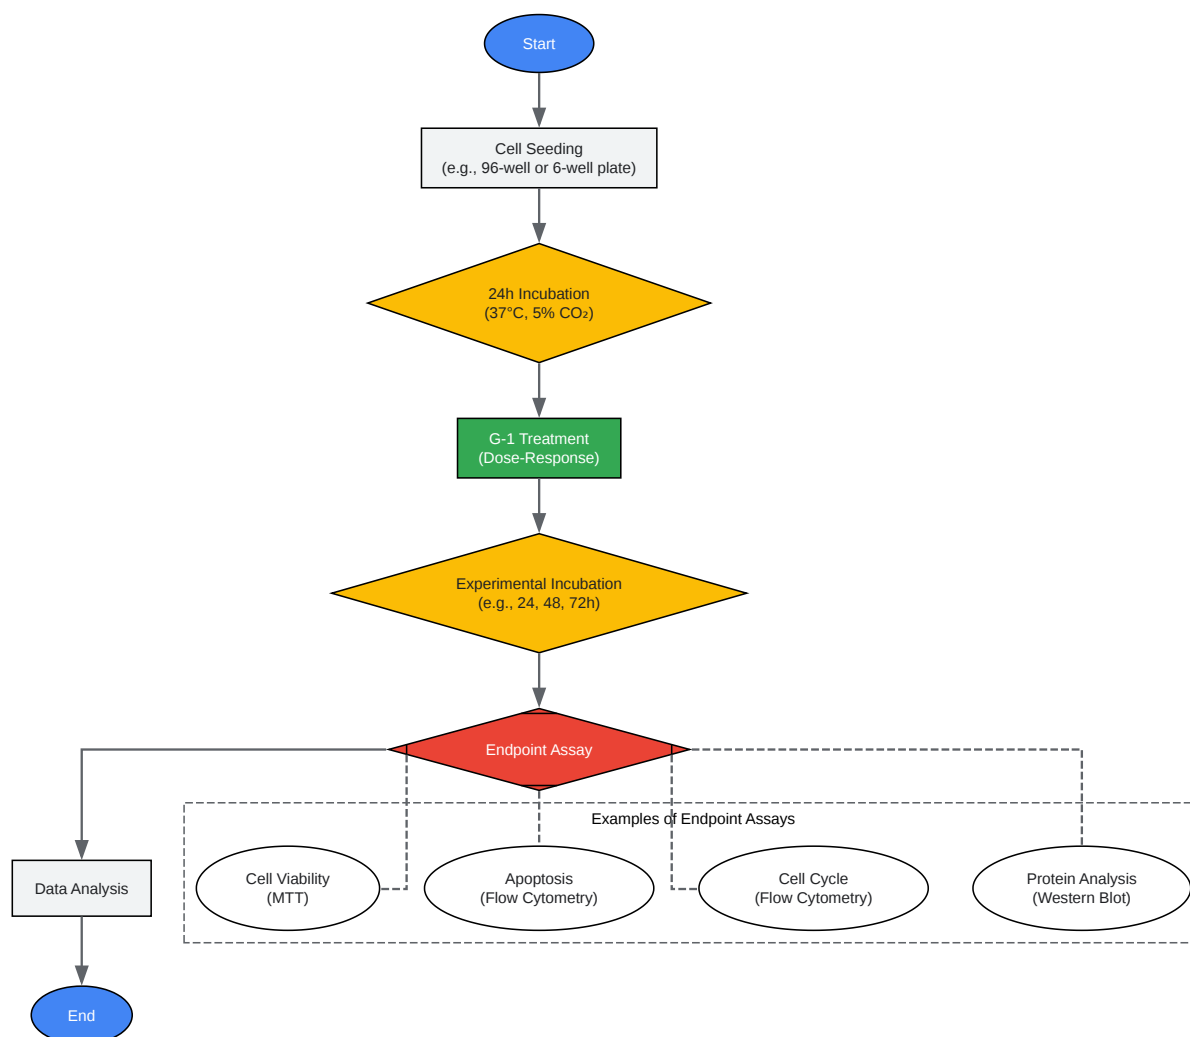 Start
Cell Seeding
(e.g., 96-well or 6-well plate)
24h Incubation
(37°C, 5% CO₂)
G-1 Treatment
(Dose-Response)
Experimental Incubation
(e.g., 24, 48, 72h)
Endpoint Assay
Examples of Endpoint Assays
Data Analysis
Cell Viability
(MTT)
Apoptosis
(Flow Cytometry)
Cell Cycle
(Flow Cytometry)
Protein Analysis
(Western Blot)
End